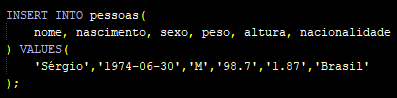 INSERT INTO pessoas(
nome, nascimento, sexo, peso, altura, nacionalidade
) VALUES(
'Sérgio','1974-06-30','M','98.7','1.87','Brasil'
);